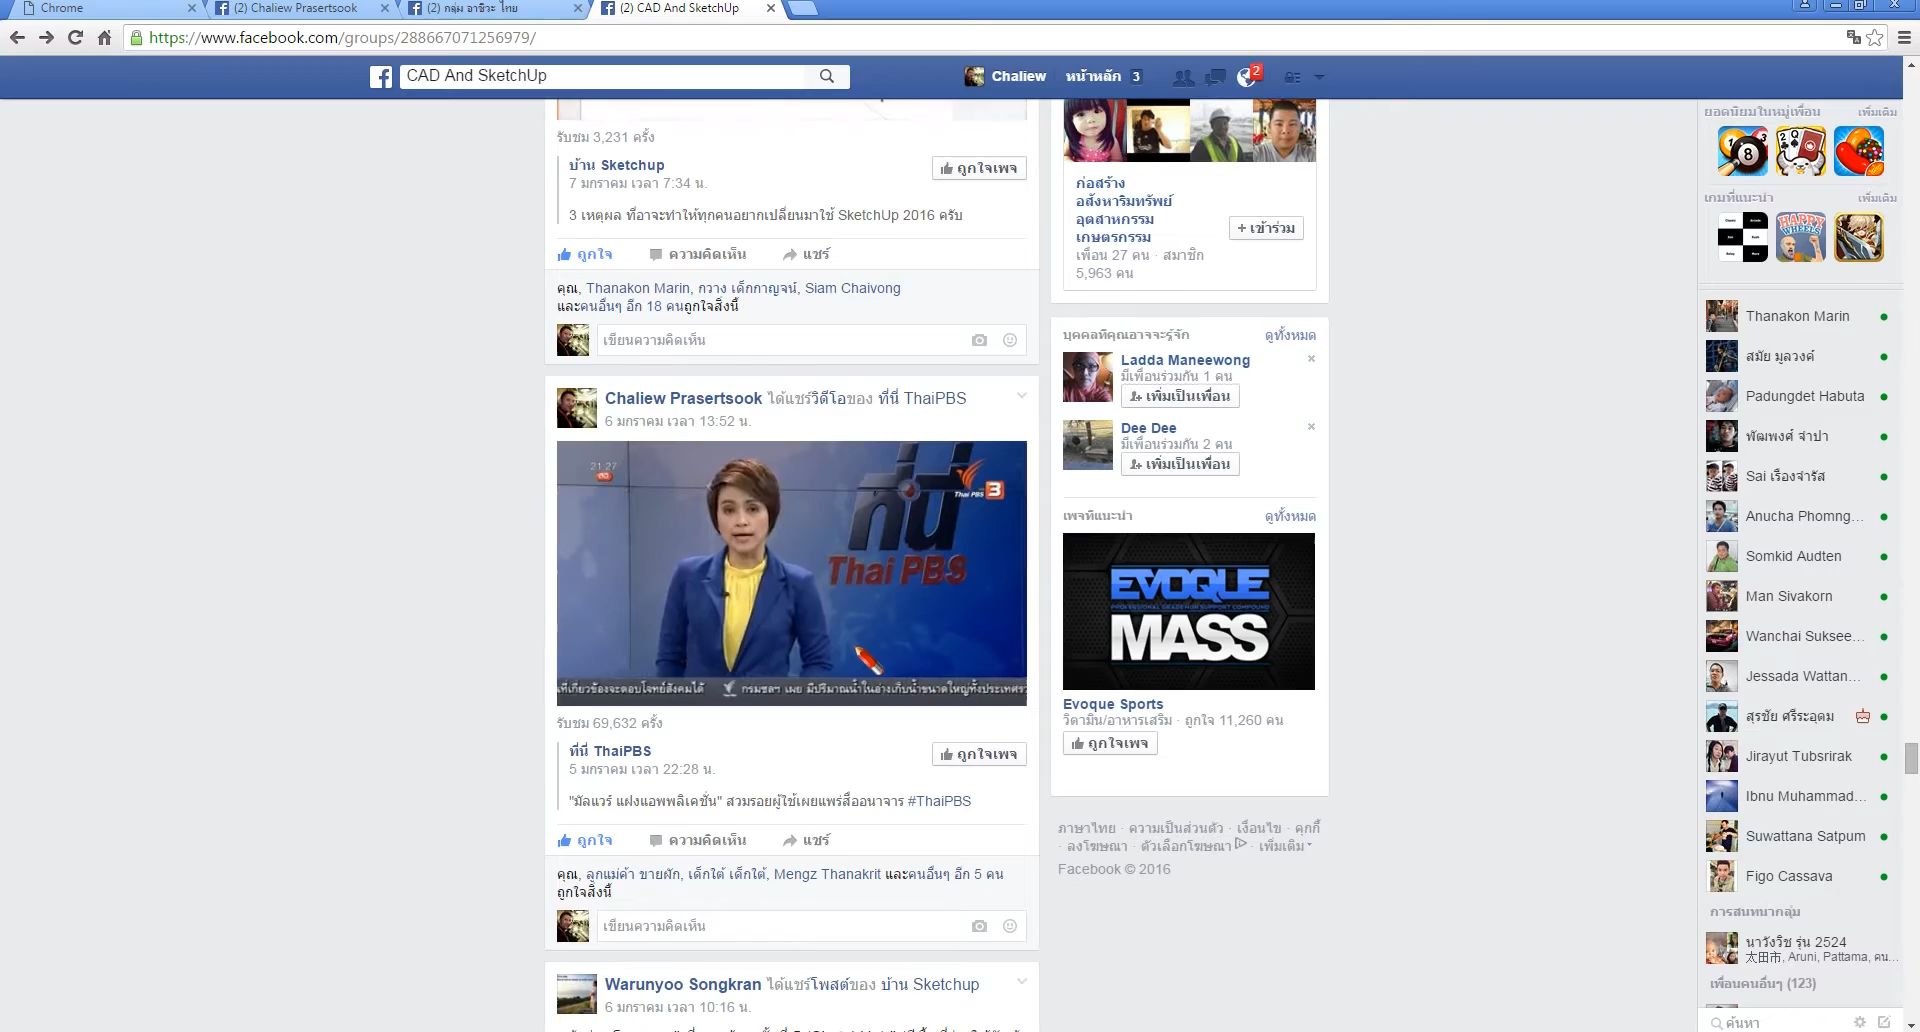 Chrome
(2) Chaliew Prasertsook
(2) กลุ่ม อาชีวะ ไทย
(2) CAD And SketchUp
https://www.facebook.com/groups/288667071256979/
CAD And SketchUp
Chaliew
หน้าหลัก 3
2
รับชม 3,231 ครั้ง
บ้าน Sketchup
7 มกราคม เวลา 7:34 น.
ถูกใจเพจ
3 เหตุผล ที่อาจะทำให้ทุกคนอยากเปลี่ยนมาใช้ SketchUp 2016 ครับ
ถูกใจ ความคิดเห็น แชร์
คุณ, Thanakon Marin, กวาง เด็กกาญจน์, Siam Chaivong
และคนอื่นๆ อีก 18 คนถูกใจสิ่งนี้
เขียนความคิดเห็น
Chaliew Prasertsook ได้แชร์วิดีโอของ ที่นี่ ThaiPBS
6 มกราคม เวลา 13:52 น.
21:27
สด
Thai PBS 3
ที่นี่
Thai PBS
ที่เกี่ยวข้องจะตอบโจทย์สังคมได้ กรมชลฯ เผย มีปริมาณน้ำในอ่างเก็บน้ำขนาดใหญ่ทั้งประเทศรว
รับชม 69,632 ครั้ง
ที่นี่ ThaiPBS
5 มกราคม เวลา 22:28 น.
ถูกใจเพจ
"มัลแวร์ แฝงแอพพลิเคชั่น" สวมรอยผู้ใช้เผยแพร่สื่ออนาจาร #ThaiPBS
ถูกใจ ความคิดเห็น แชร์
คุณ, ลูกแม่ค้า ขายผัก, เด็กใต้ เด็กใต้, Mengz Thanakrit และคนอื่นๆ อีก 5 คน
ถูกใจสิ่งนี้
เขียนความคิดเห็น
Warunyoo Songkran ได้แชร์โพสต์ของ บ้าน Sketchup
6 มกราคม เวลา 10:16 น.
ก่อสร้าง
อสังหาริมทรัพย์
อุตสาหกรรม
เกษตรกรรม
เพื่อน 27 คน · สมาชิก
5,963 คน
+ เข้าร่วม
บุคคลที่คุณอาจจะรู้จัก ดูทั้งหมด
Ladda Maneewong
มีเพื่อนร่วมกัน 1 คน
เพิ่มเป็นเพื่อน
Dee Dee
มีเพื่อนร่วมกัน 2 คน
เพิ่มเป็นเพื่อน
เพจที่แนะนำ ดูทั้งหมด
EVOQUE
MASS
Evoque Sports
วิตามิน/อาหารเสริม · ถูกใจ 11,260 คน
ถูกใจเพจ
ภาษาไทย · ความเป็นส่วนตัว · เงื่อนไข · คุกกี้
· ลงโฆษณา · ตัวเลือกโฆษณา · เพิ่มเติม
Facebook © 2016
ยอดนิยมในหมู่เพื่อน เพิ่มเติม
เกมที่แนะนำ เพิ่มเติม
HAPPY
WHEELS
Thanakon Marin
สมัย มูลวงค์
Padungdet Habuta
พัฒพงศ์ จำปา
Sai เรืองจำรัส
Anucha Phomng...
Somkid Audten
Man Sivakorn
Wanchai Suksee...
Jessada Wattan...
สุรชัย ศรีระอุดม
Jirayut Tubsrirak
Ibnu Muhammad...
Suwattana Satpum
Figo Cassava
การสนทนากลุ่ม
นาวังวิช รุ่น 2524
太田市, Aruni, Pattama, คน...
เพื่อนคนอื่นๆ (123)
ค้นหา